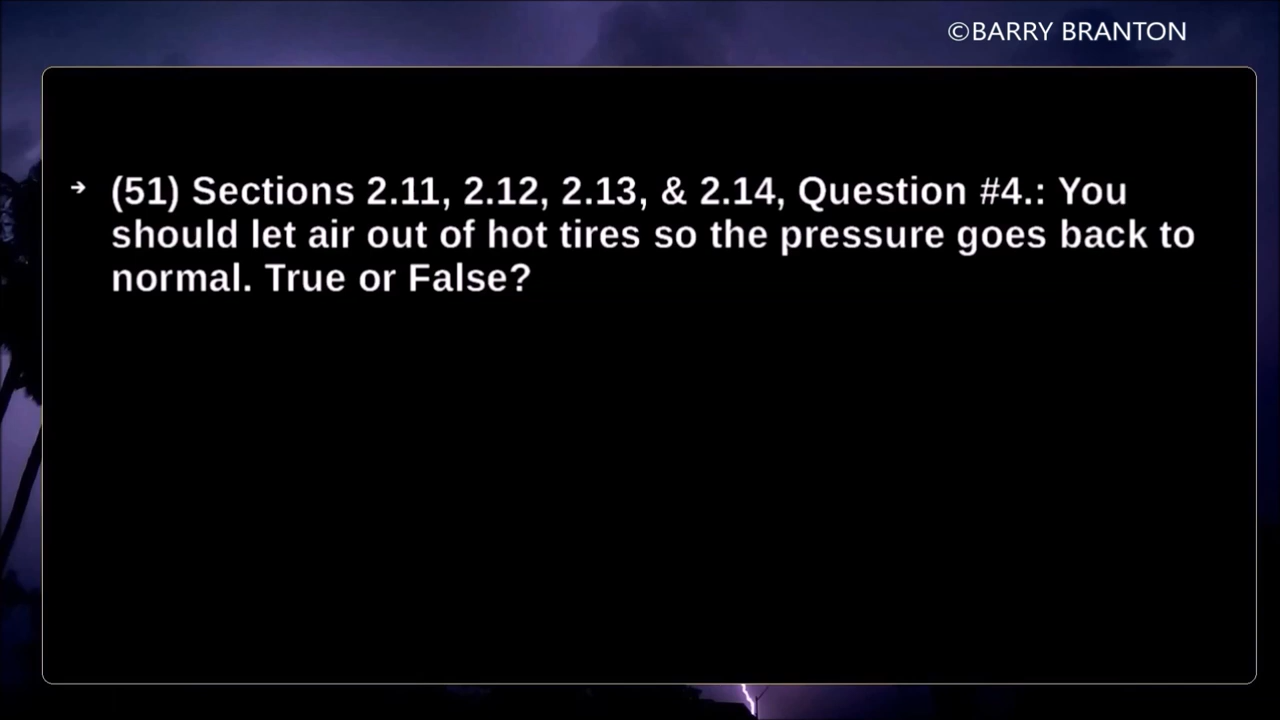 ©BARRY BRANTON
→ (51) Sections 2.11, 2.12, 2.13, & 2.14, Question #4.: You
should let air out of hot tires so the pressure goes back to
normal. True or False?